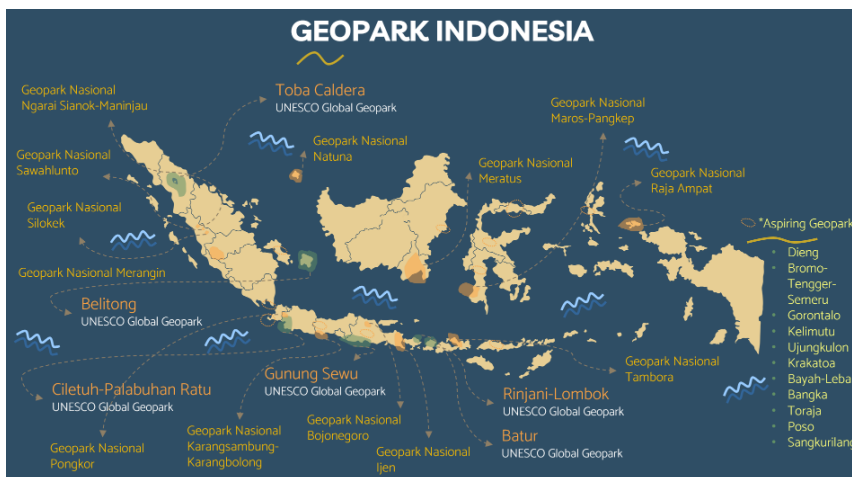 GEOPARK INDONESIA
Geopark Nasional
Ngarai Sianok-Maninjau
Toba Caldera
UNESCO Global Geopark
Geopark Nasional
Maros-Pangkep
Geopark Nasional
Natuna
Geopark Nasional
Sawahlunto
Geopark Nasional
Meratus
Geopark Nasional
Raja Ampat
Geopark Nasional
Silokek
Geopark Nasional Merangin
Belitong
UNESCO Global Geopark
*Aspiring Geopark
Dieng
Bromo-
Tengger-
Semeru
Gorontalo
Kelimutu
Ujungkulon
Krakatoa
Bayah-Leba
Bangka
Toraja
Poso
Sangkurilang
Ciletuh-Palabuhan Ratu
UNESCO Global Geopark
Gunung Sewu
UNESCO Global Geopark
Rinjani-Lombok
UNESCO Global Geopark
Geopark Nasional
Tambora
Geopark Nasional
Pongkor
Geopark Nasional
Karangsambung-
Karangbolong
Geopark Nasional
Bojonegoro
Geopark Nasional
Ijen
Batur
UNESCO Global Geopark